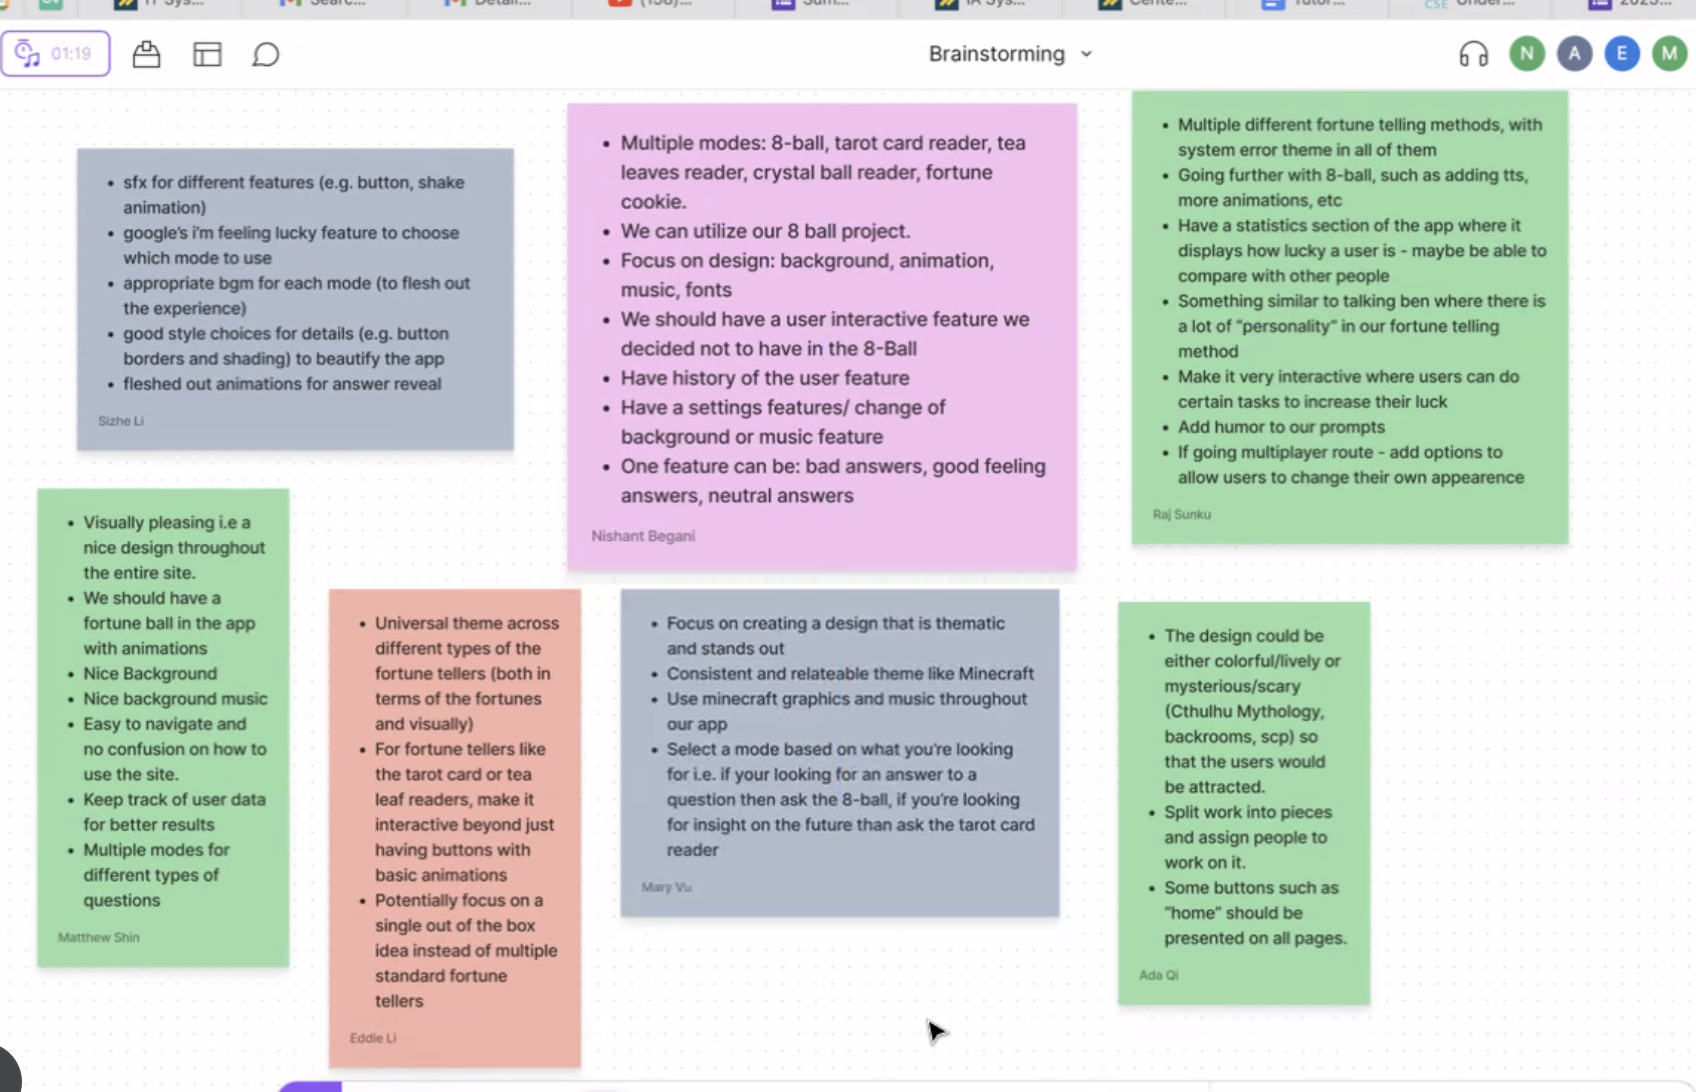 01:19
Brainstorming
N A E M
• sfx for different features (e.g. button, shake
animation)
• google's i'm feeling lucky feature to choose
which mode to use
• appropriate bgm for each mode (to flesh out
the experience)
• good style choices for details (e.g. button
borders and shading) to beautify the app
• fleshed out animations for answer reveal
Sizhe Li
• Multiple modes: 8-ball, tarot card reader, tea
leaves reader, crystal ball reader, fortune
cookie.
• We can utilize our 8 ball project.
• Focus on design: background, animation,
music, fonts
• We should have a user interactive feature we
decided not to have in the 8-Ball
• Have history of the user feature
• Have a settings features/ change of
background or music feature
• One feature can be: bad answers, good feeling
answers, neutral answers
Nishant Begani
• Multiple different fortune telling methods, with
system error theme in all of them
• Going further with 8-ball, such as adding tts,
more animations, etc
• Have a statistics section of the app where it
displays how lucky a user is - maybe be able to
compare with other people
• Something similar to talking ben where there is
a lot of "personality" in our fortune telling
method
• Make it very interactive where users can do
certain tasks to increase their luck
• Add humor to our prompts
• If going multiplayer route - add options to
allow users to change their own appearence
Raj Sunku
• Visually pleasing i.e a
nice design throughout
the entire site.
• We should have a
fortune ball in the app
with animations
• Nice Background
• Nice background music
• Easy to navigate and
no confusion on how to
use the site.
• Keep track of user data
for better results
• Multiple modes for
different types of
questions
Matthew Shin
• Universal theme across
different types of the
fortune tellers (both in
terms of the fortunes
and visually)
• For fortune tellers like
the tarot card or tea
leaf readers, make it
interactive beyond just
having buttons with
basic animations
• Potentially focus on a
single out of the box
idea instead of multiple
standard fortune
tellers
Eddie Li
• Focus on creating a design that is thematic
and stands out
• Consistent and relateable theme like Minecraft
• Use minecraft graphics and music throughout
our app
• Select a mode based on what you're looking
for i.e. if your looking for an answer to a
question then ask the 8-ball, if you're looking
for insight on the future than ask the tarot card
reader
Mary Vu
• The design could be
either colorful/lively or
mysterious/scary
(Cthulhu Mythology,
backrooms, scp) so
that the users would
be attracted.
• Split work into pieces
and assign people to
work on it.
• Some buttons such as
"home" should be
presented on all pages.
Ada Qi